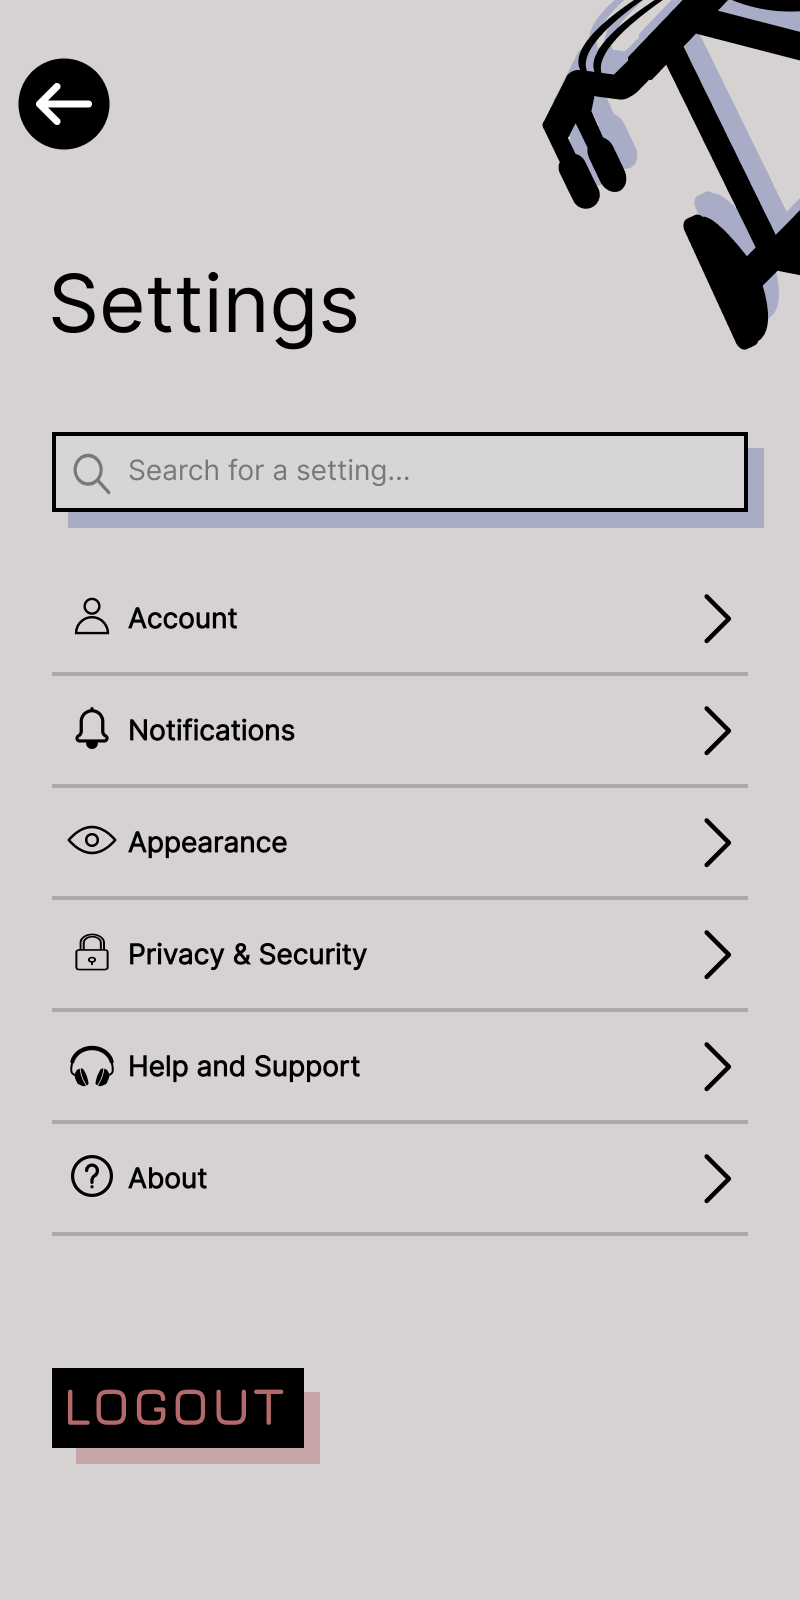 Settings
Search for a setting...
Account
Notifications
Appearance
Privacy & Security
Help and Support
About
LOGOUT